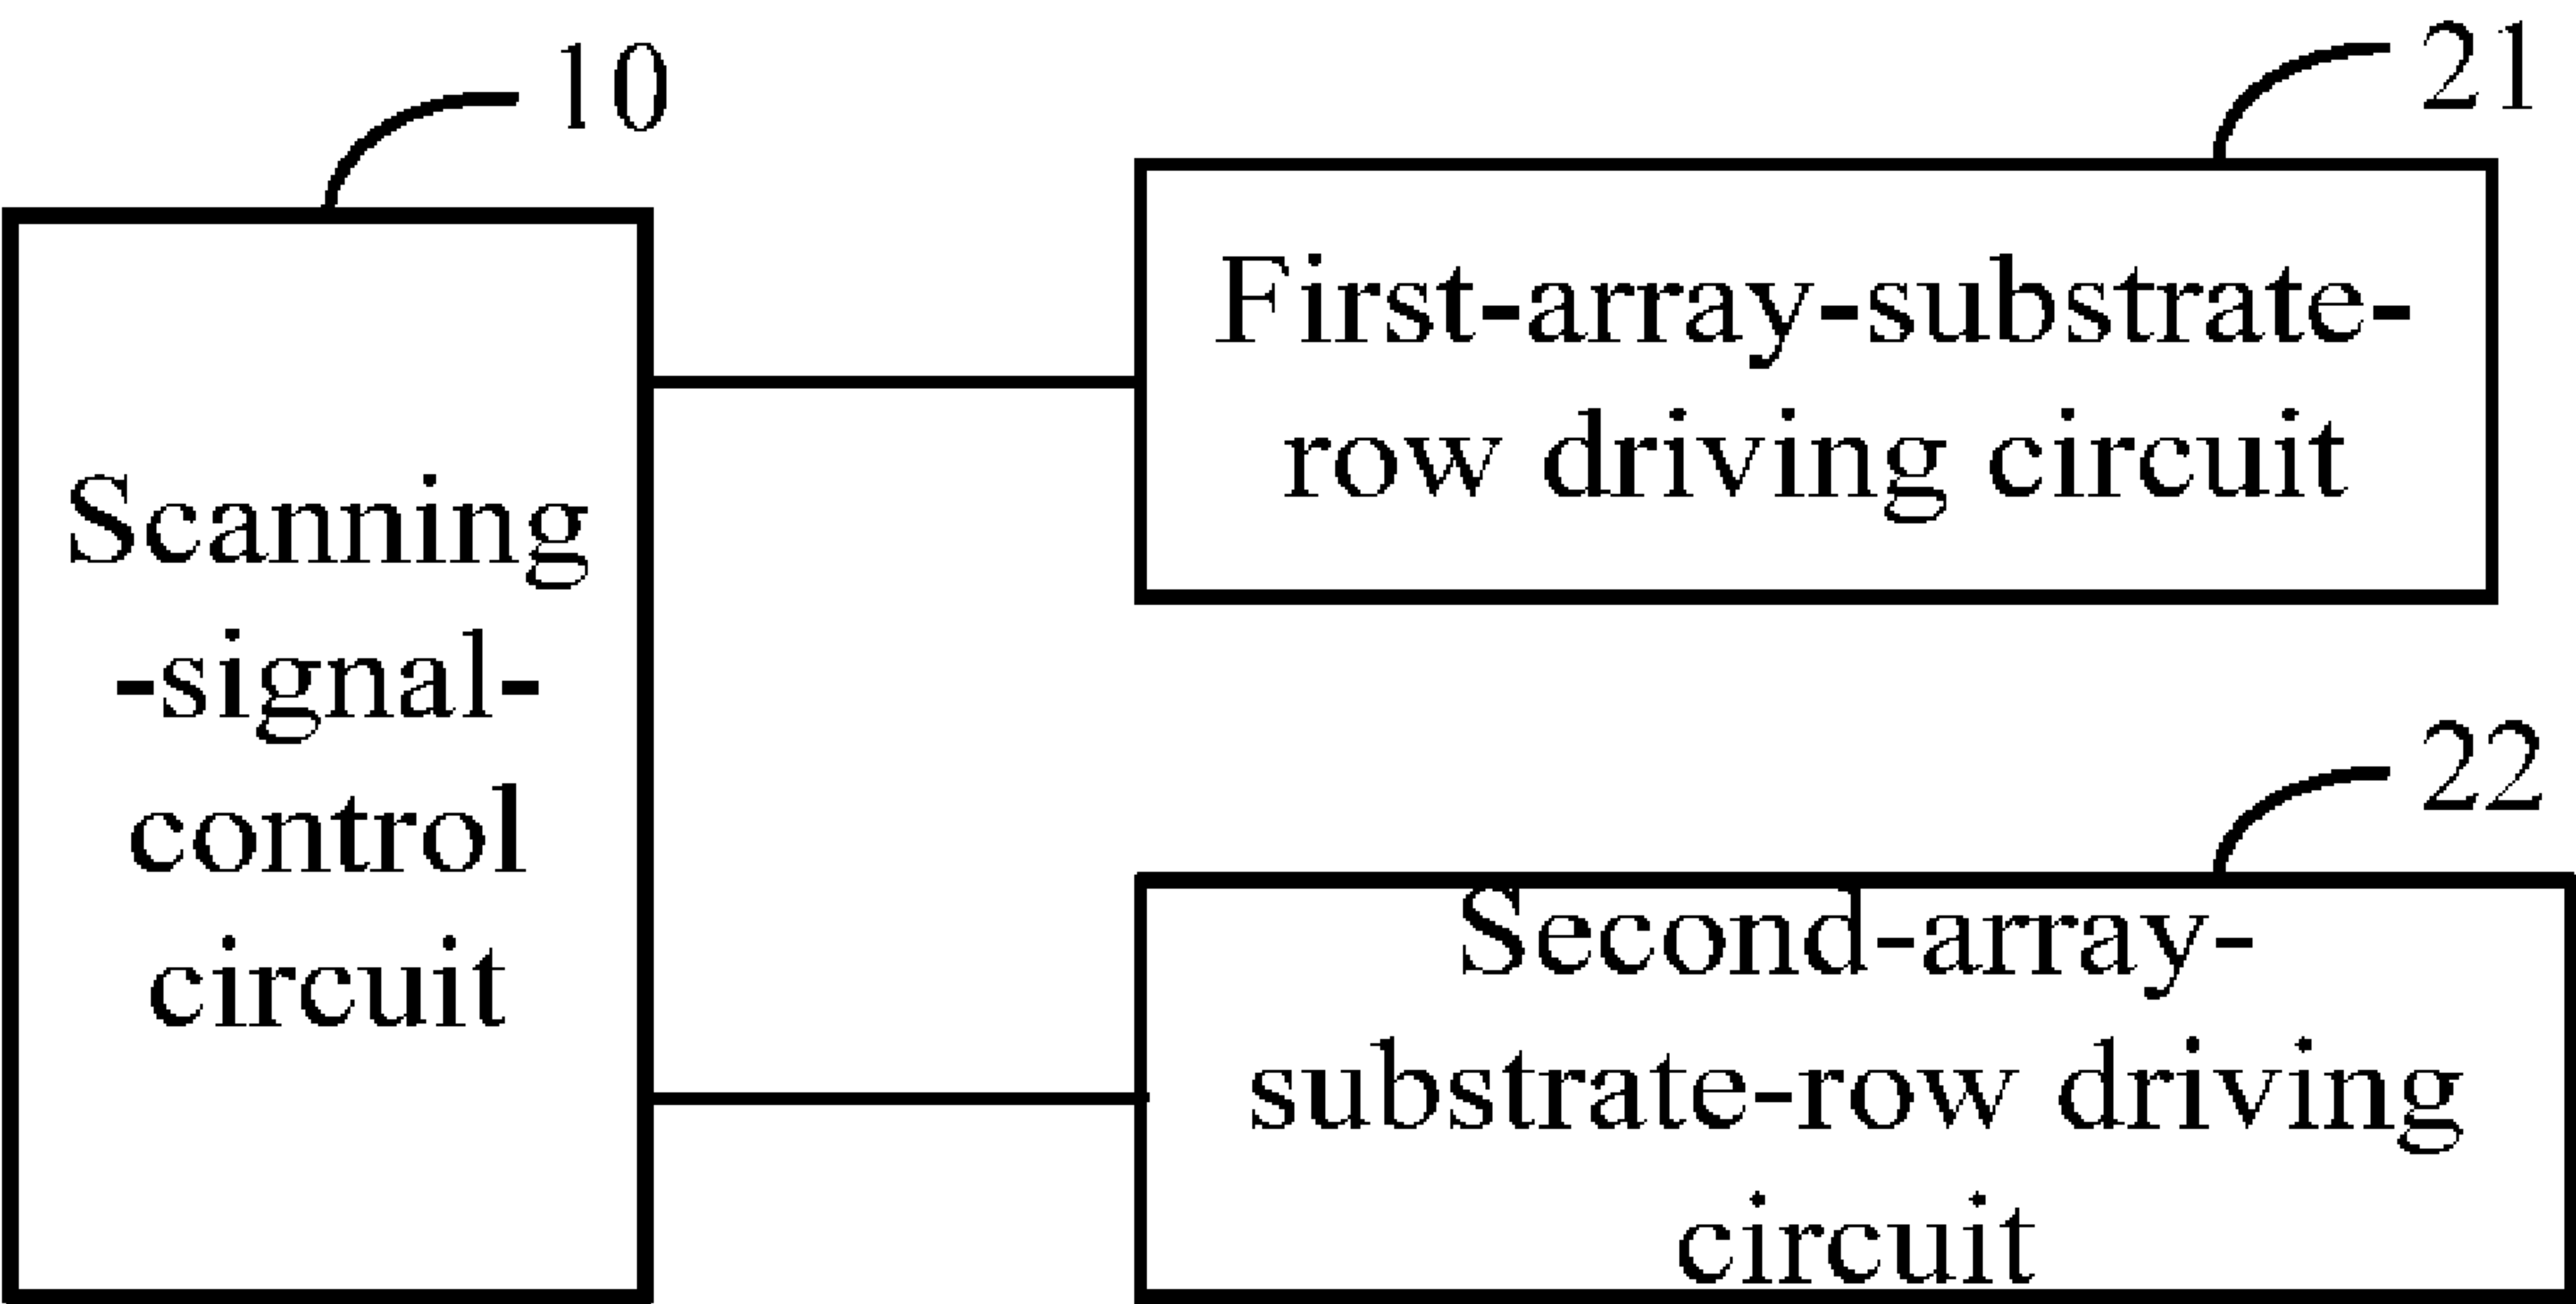 10
21
First-array-substrate-
row driving circuit
Scanning
-signal-
control
circuit
22
Second-array-
substrate-row driving
circuit